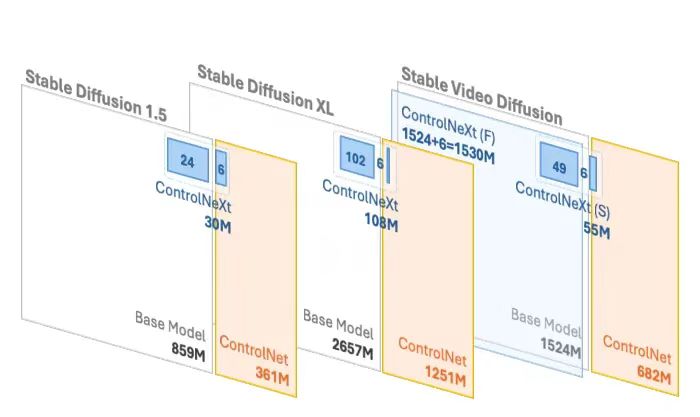 Stable Diffusion 1.5
24
6
ControlNeXt
30M
Base Model
859M
ControlNet
361M
Stable Diffusion XL
102
6
ControlNeXt
108M
Base Model
2657M
ControlNet
1251M
Stable Video Diffusion
ControlNeXt (F)
1524+6=1530M
49
6
ControlNeXt (S)
55M
Base Model
1524M
ControlNet
682M